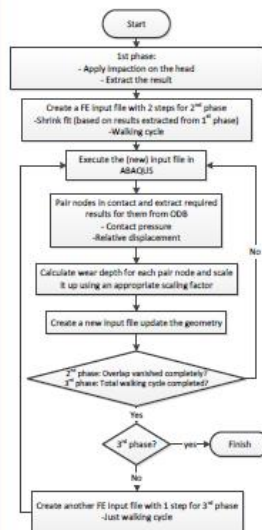 Start
1st phase:
- Apply impaction on the head
- Extract the result
Create a FE input file with 2 steps for 2nd phase
-Shrink fit (based on results extracted from 1st phase)
-Walking cycle
Execute the (new) input file in
ABAQUS
Pair nodes in contact and extract required
results for them from ODB
- Contact pressure
-Relative displacement
No
Calculate wear depth for each pair node and scale
it up using an appropriate scaling factor
Create a new input file update the geometry
2nd phase: Overlap vanished completely?
3rd phase: Total walking cycle completed?
Yes
3rd phase?
yes
Finish
No
Create another FE input file with 1 step for 3rd phase
-Just walking cycle